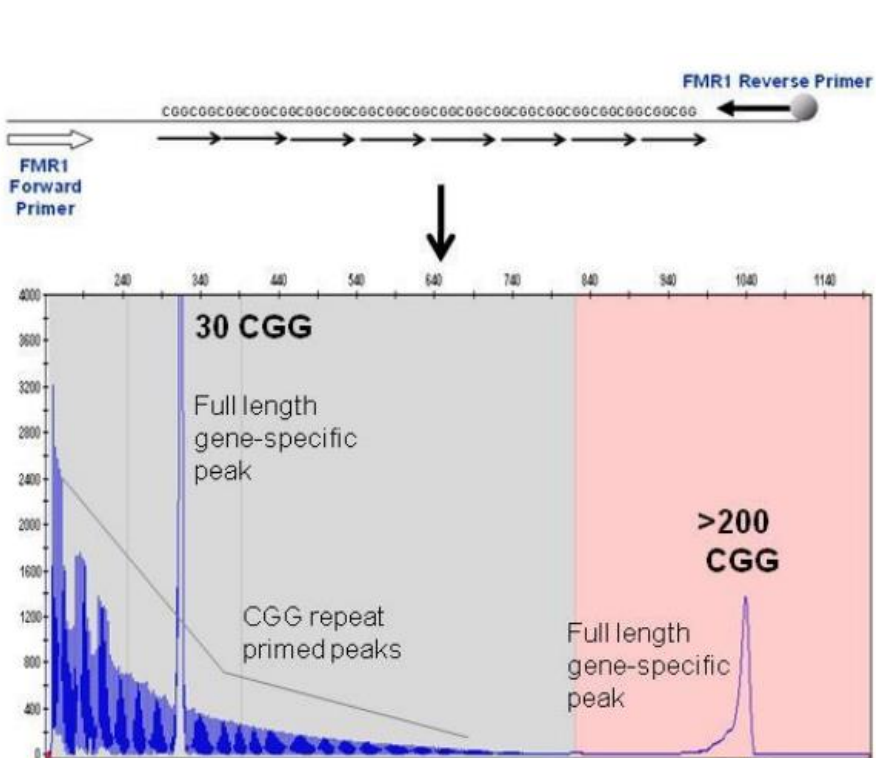 FMR1 Reverse Primer
CGGCGGCGGCGGCGGCGGCGGCGGCGGCGGCGGCGGCGGCGGCGGCGGCGG
FMR1
Forward
Primer
240 340 440 540 640 740 840 940 1040 1140
4000
30 CGG
3600
3200
Full length
gene-specific
peak
2800
2400
2000
>200
CGG
1600
1200
CGG repeat
primed peaks
800
Full length
gene-specific
peak
400
0